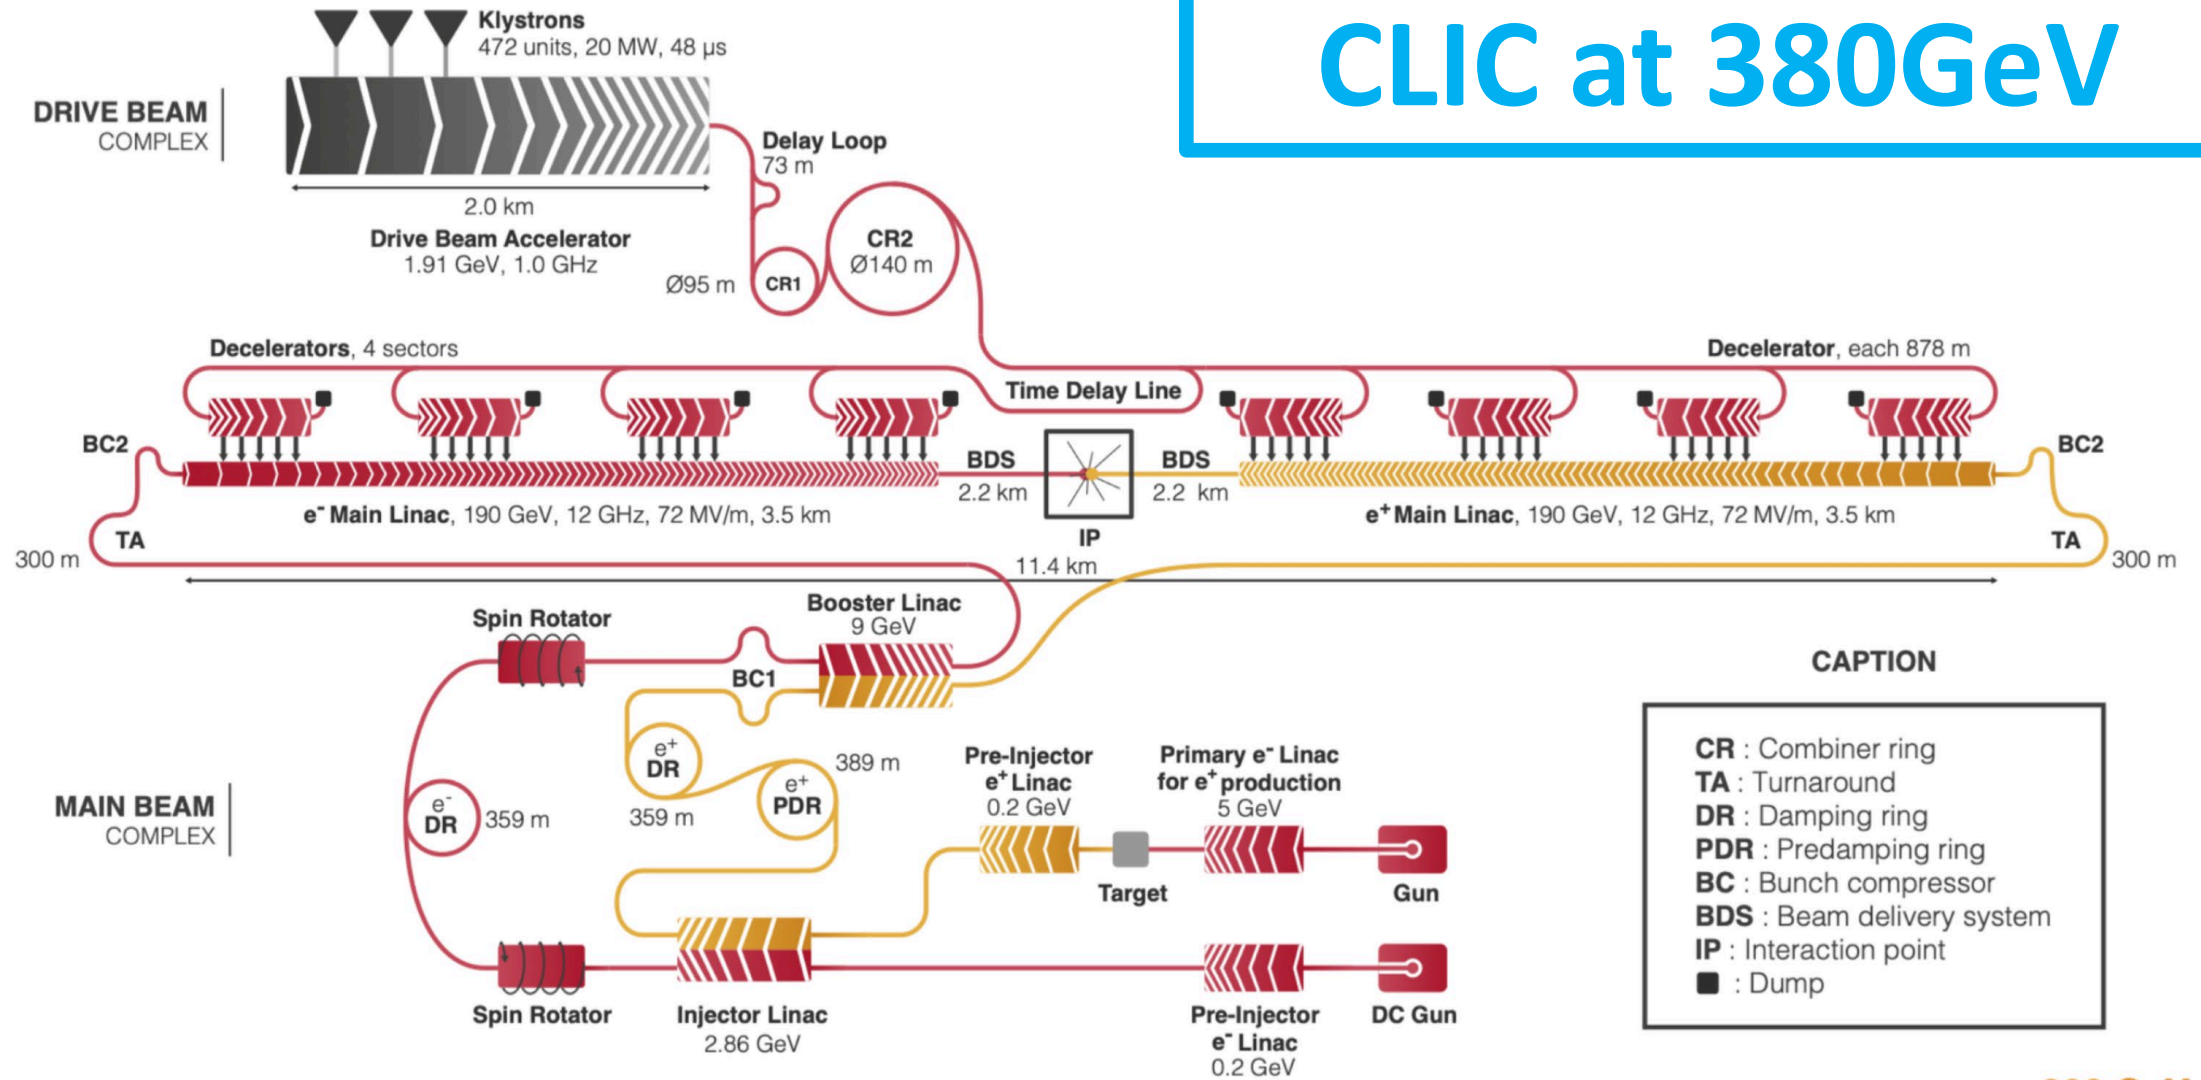 CLIC at 380GeV
Klystrons
472 units, 20 MW, 48 µs
DRIVE BEAM
COMPLEX
2.0 km
Drive Beam Accelerator
1.91 GeV, 1.0 GHz
Delay Loop
73 m
CR2
Ø140 m
Ø95 m
CR1
Decelerators, 4 sectors
Decelerator, each 878 m
Time Delay Line
BC2
BDS
2.2 km
BDS
2.2 km
BC2
e⁻ Main Linac, 190 GeV, 12 GHz, 72 MV/m, 3.5 km
e⁺ Main Linac, 190 GeV, 12 GHz, 72 MV/m, 3.5 km
IP
TA
300 m
TA
300 m
11.4 km
Spin Rotator
Booster Linac
9 GeV
BC1
MAIN BEAM
COMPLEX
e⁻
DR
359 m
e⁺
DR
359 m
e⁺
PDR
389 m
Pre-Injector
e⁺ Linac
0.2 GeV
Primary e⁻ Linac
for e⁺ production
5 GeV
Target
Gun
Spin Rotator
Injector Linac
2.86 GeV
Pre-Injector
e⁻ Linac
0.2 GeV
DC Gun
CAPTION
CR : Combiner ring
TA : Turnaround
DR : Damping ring
PDR : Predamping ring
BC : Bunch compressor
BDS : Beam delivery system
IP : Interaction point
: Dump